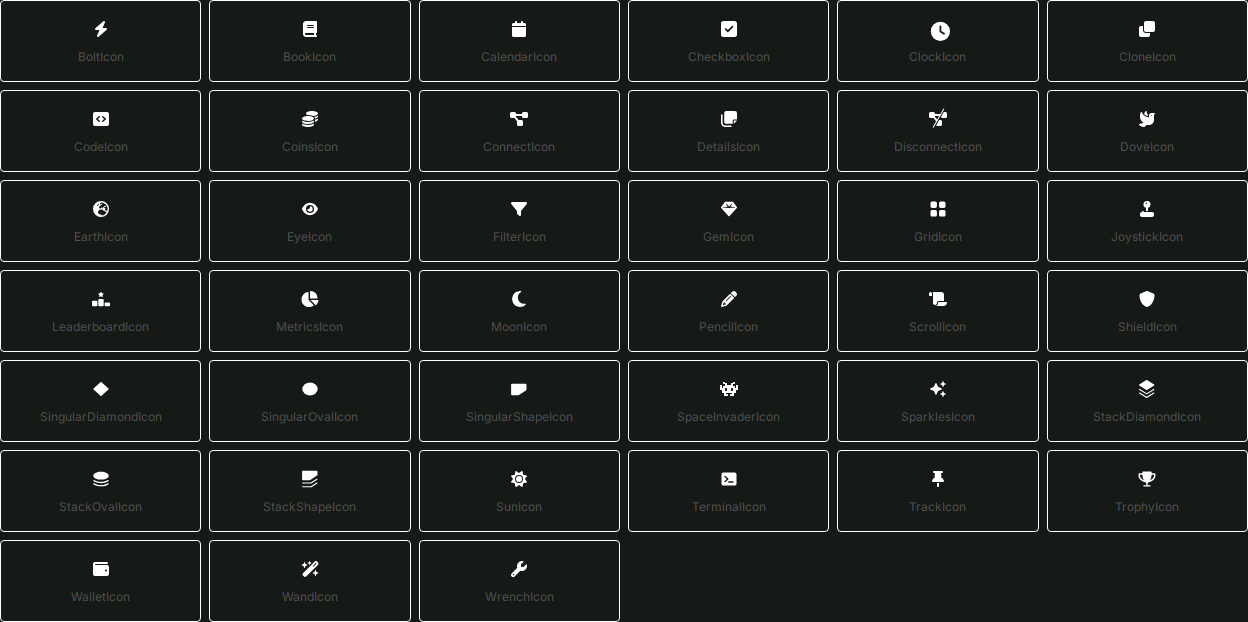 BoltIcon
BookIcon
CalendarIcon
CheckboxIcon
ClockIcon
CloneIcon
CodeIcon
CoinsIcon
ConnectIcon
DetailsIcon
DisconnectIcon
DoveIcon
EarthIcon
EyeIcon
FilterIcon
GemIcon
GridIcon
JoystickIcon
LeaderboardIcon
MetricsIcon
MoonIcon
PencilIcon
ScrollIcon
ShieldIcon
SingularDiamondIcon
SingularOvalIcon
SingularShapeIcon
SpaceInvaderIcon
SparklesIcon
StackDiamondIcon
StackOvalIcon
StackShapeIcon
SunIcon
TerminalIcon
TrackIcon
TrophyIcon
WalletIcon
WandIcon
WrenchIcon